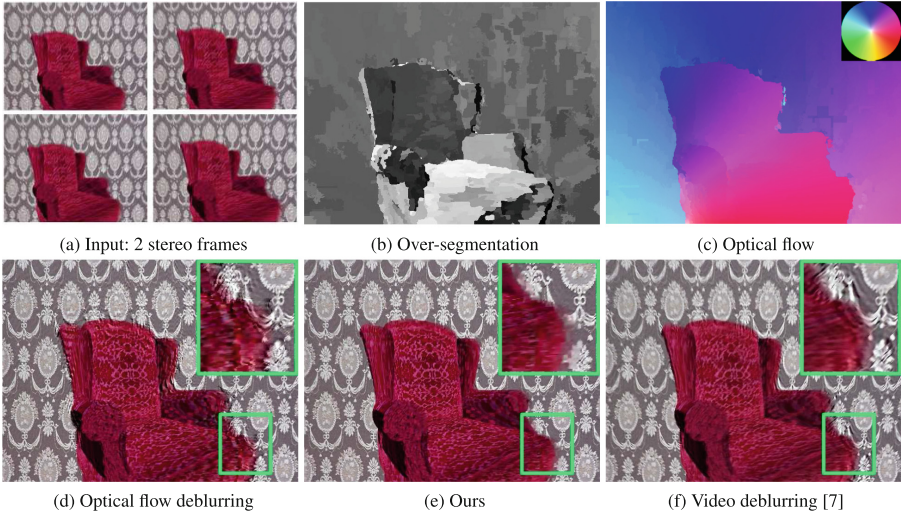 (a) Input: 2 stereo frames
(b) Over-segmentation
(c) Optical flow
(d) Optical flow deblurring
(e) Ours
(f) Video deblurring [7]